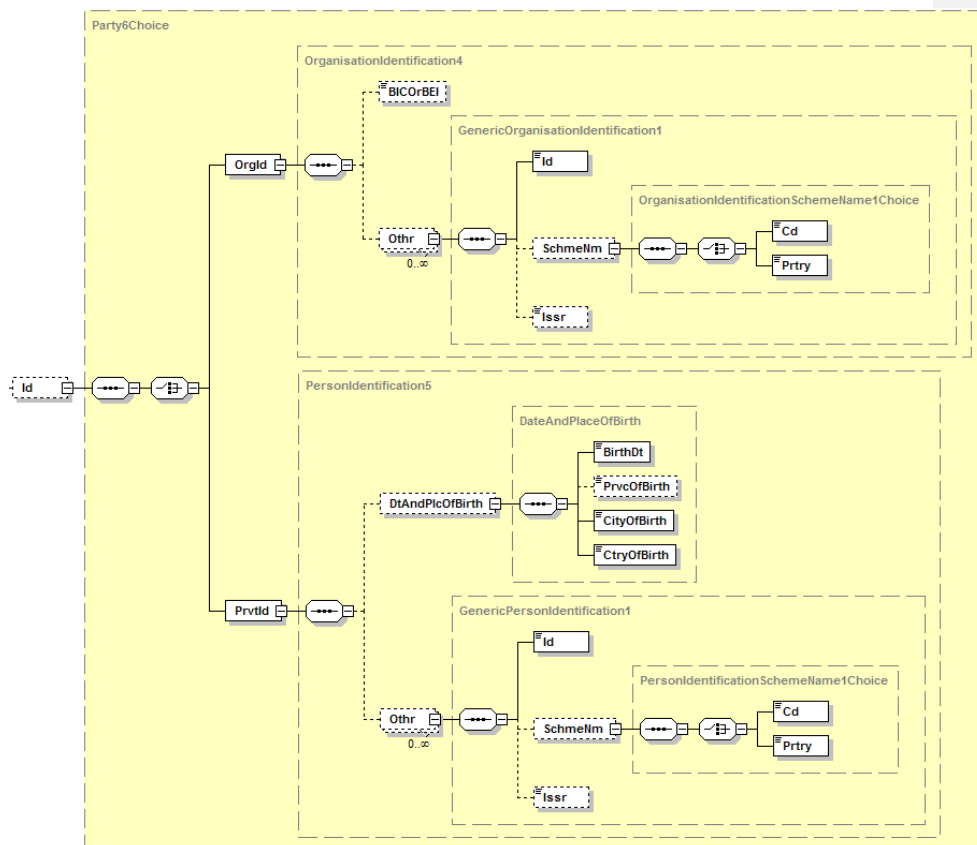 Party6Choice
OrganisationIdentification4
BICOrBEI
GenericOrganisationIdentification1
Id
OrgId
OrganisationIdentificationSchemeName1Choice
Cd
Othr
SchmeNm
0..∞
Prtry
Issr
Id
PersonIdentification5
DateAndPlaceOfBirth
BirthDt
PrvcOfBirth
DtAndPlcOfBirth
CityOfBirth
CtryOfBirth
PrvtId
GenericPersonIdentification1
Id
PersonIdentificationSchemeName1Choice
Cd
Othr
SchmeNm
0..∞
Prtry
Issr